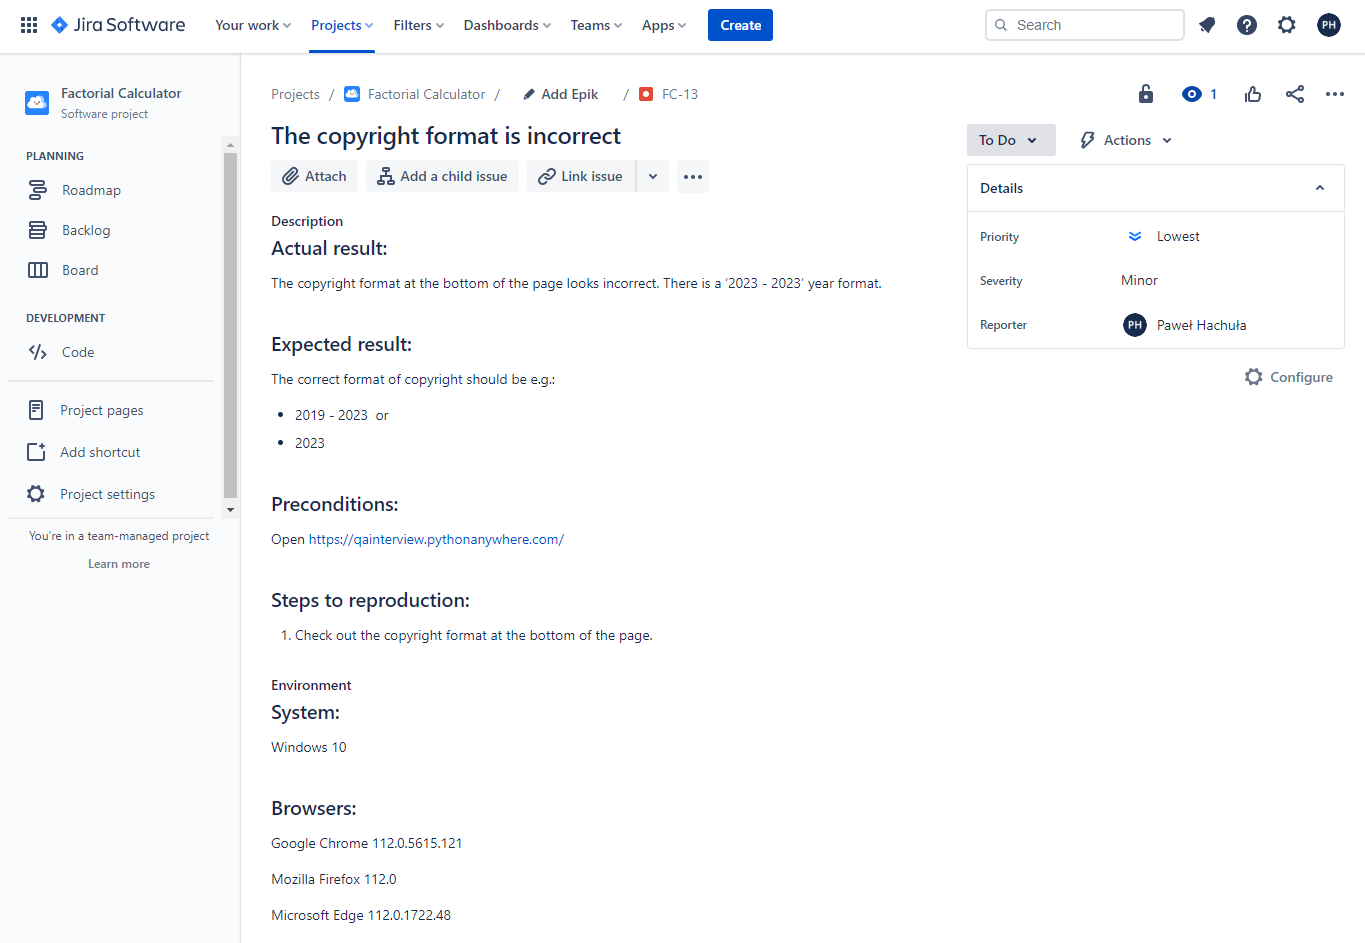 Jira Software
Your work
Projects
Filters
Dashboards
Teams
Apps
Create
Search
PH
Factorial Calculator
Software project
PLANNING
Roadmap
Backlog
Board
DEVELOPMENT
Code
Project pages
Add shortcut
Project settings
You're in a team-managed project
Learn more
Projects / Factorial Calculator / Add Epik / FC-13
1
The copyright format is incorrect
Attach
Add a child issue
Link issue
Description
Actual result:
The copyright format at the bottom of the page looks incorrect. There is a ‘2023 - 2023’ year format.
Expected result:
The correct format of copyright should be e.g.:
• 2019 - 2023 or
• 2023
Preconditions:
Open https://qainterview.pythonanywhere.com/
Steps to reproduction:
1. Check out the copyright format at the bottom of the page.
Environment
System:
Windows 10
Browsers:
Google Chrome 112.0.5615.121
Mozilla Firefox 112.0
Microsoft Edge 112.0.1722.48
To Do
Actions
Details
Priority
Lowest
Severity
Minor
Reporter
PH Paweł Hachuła
Configure